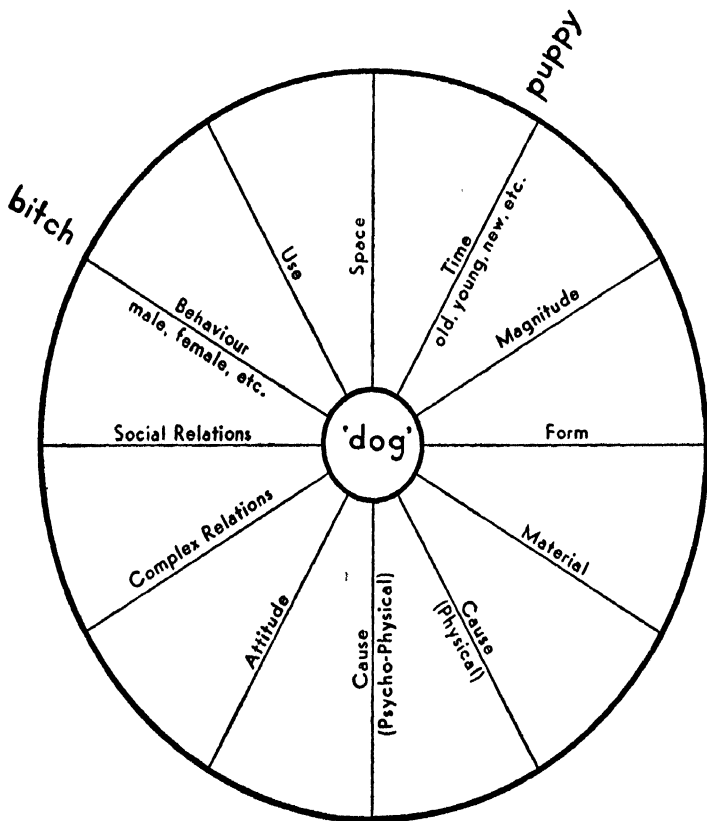 puppy
bitch
Use
Space
Time
old, young, new, etc.
Magnitude
Behaviour
male, female, etc.
Social Relations
'dog'
Form
Complex Relations
Material
Attitude
Cause
(Psycho-Physical)
Cause
(Physical)